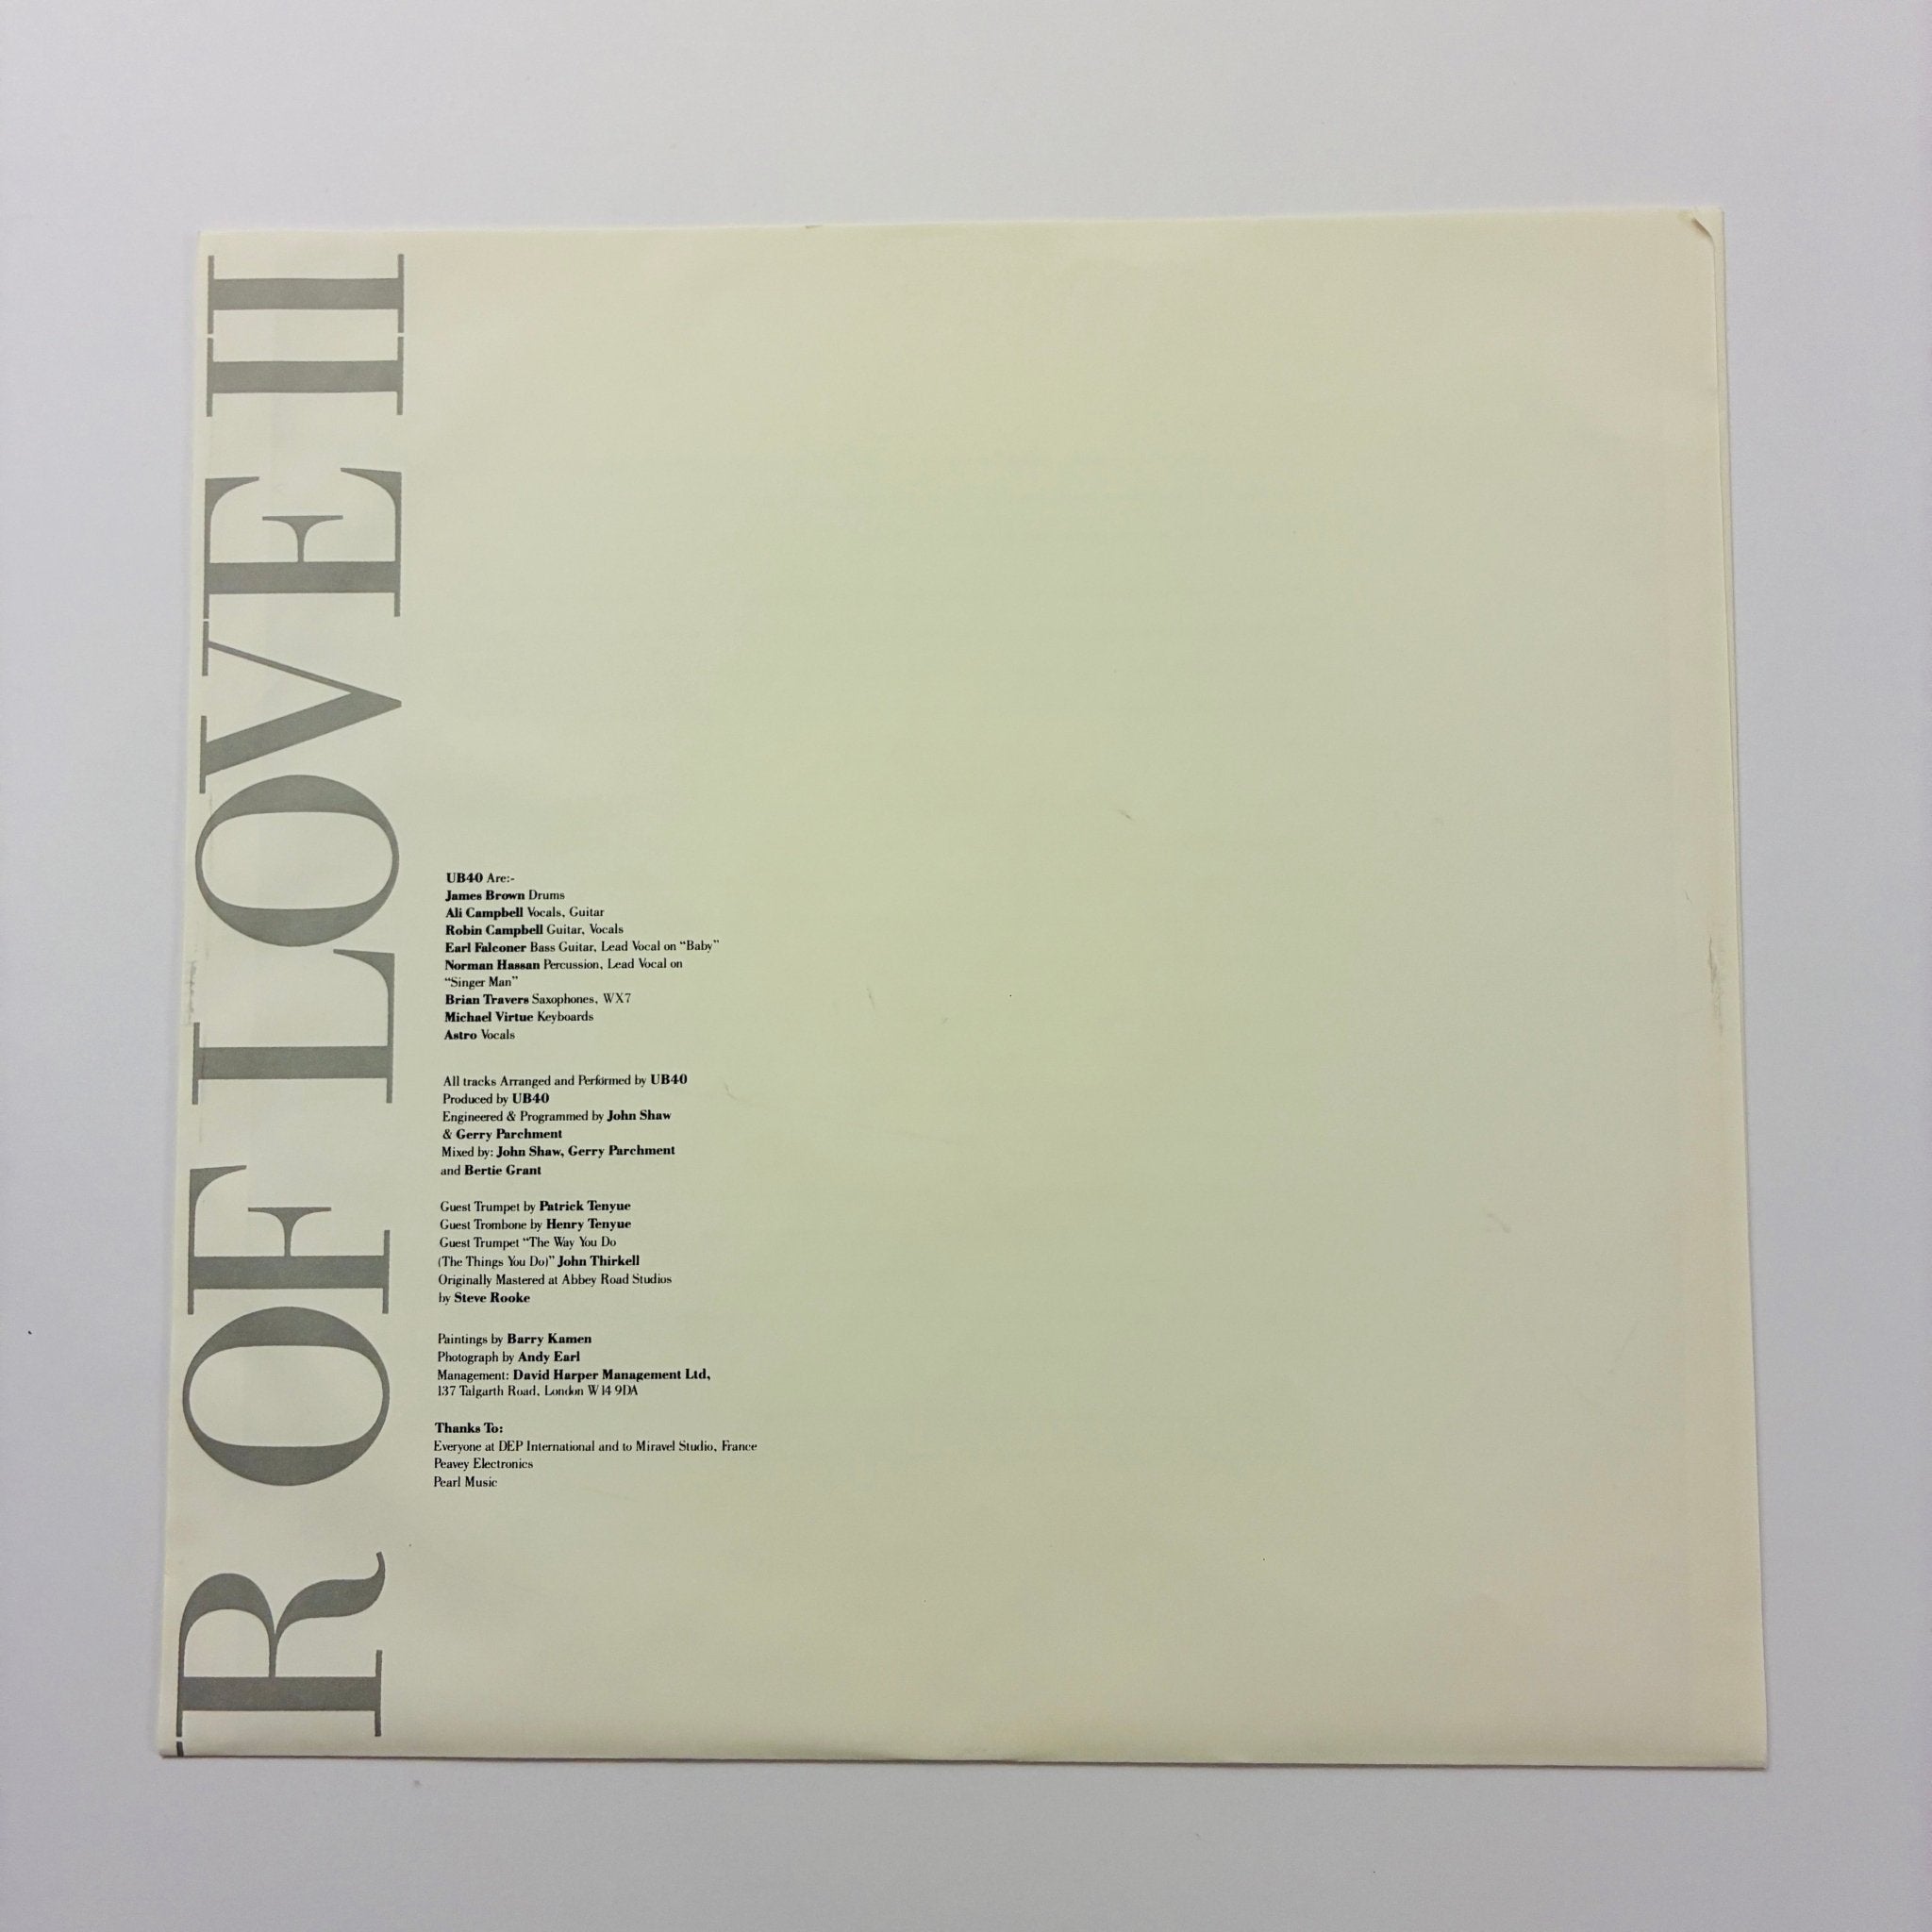 R OF LOVE II
UB40 Are:-
James Brown Drums
Ali Campbell Vocals, Guitar
Robin Campbell Guitar, Vocals
Earl Falconer Bass Guitar, Lead Vocal on “Baby”
Norman Hassan Percussion, Lead Vocal on
“Singer Man”
Brian Travers Saxophones, WX7
Michael Virtue Keyboards
Astro Vocals
All tracks Arranged and Performed by UB40
Produced by UB40
Engineered & Programmed by John Shaw
& Gerry Parchment
Mixed by: John Shaw, Gerry Parchment
and Bertie Grant
Guest Trumpet by Patrick Tenyue
Guest Trombone by Henry Tenyue
Guest Trumpet “The Way You Do
(The Things You Do)” John Thirkell
Originally Mastered at Abbey Road Studios
by Steve Rooke
Paintings by Barry Kamen
Photograph by Andy Earl
Management: David Harper Management Ltd,
137 Talgarth Road, London W14 9DA
Thanks To:
Everyone at DEP International and to Miravel Studio, France
Peavey Electronics
Pearl Music